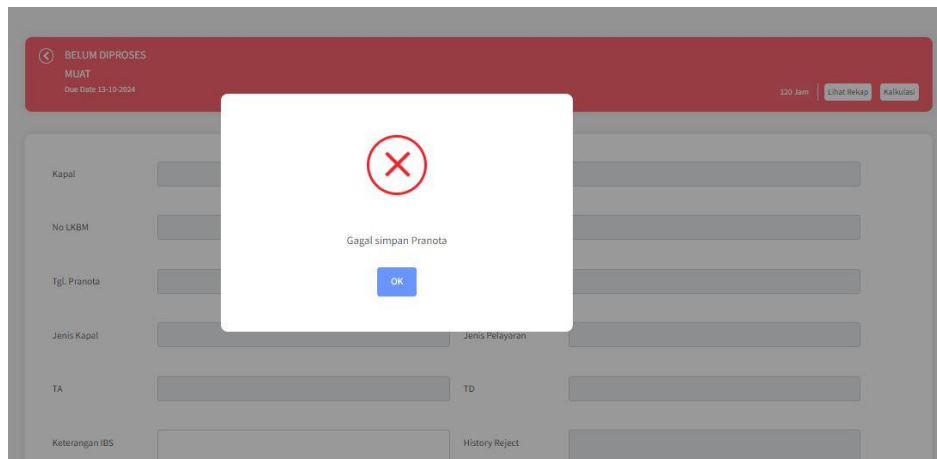 BELUM DIPROSES
MUAT
Due Date 13-10-2024
120 Jam Lihat Rekap Kalkulasi
Kapal
No LKBM
Gagal simpan Pranota
Tgl. Pranota
OK
Jenis Kapal Jenis Pelayaran
TA TD
Keterangan IBS History Reject